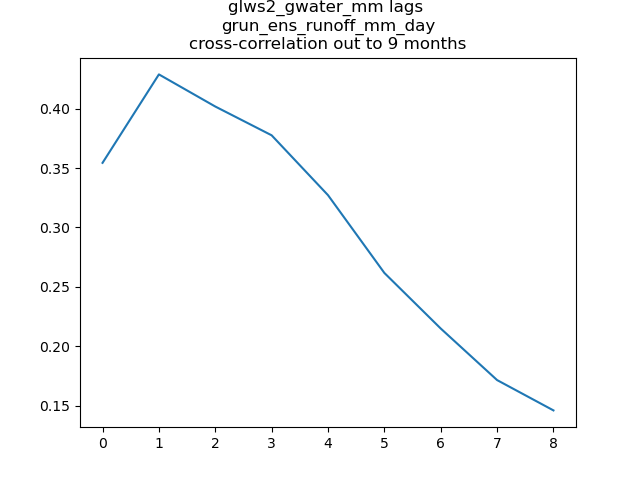 glws2_gwater_mm lags
grun_ens_runoff_mm_day
cross-correlation out to 9 months
0.40
0.35
0.30
0.25
0.20
0.15
0 1 2 3 4 5 6 7 8